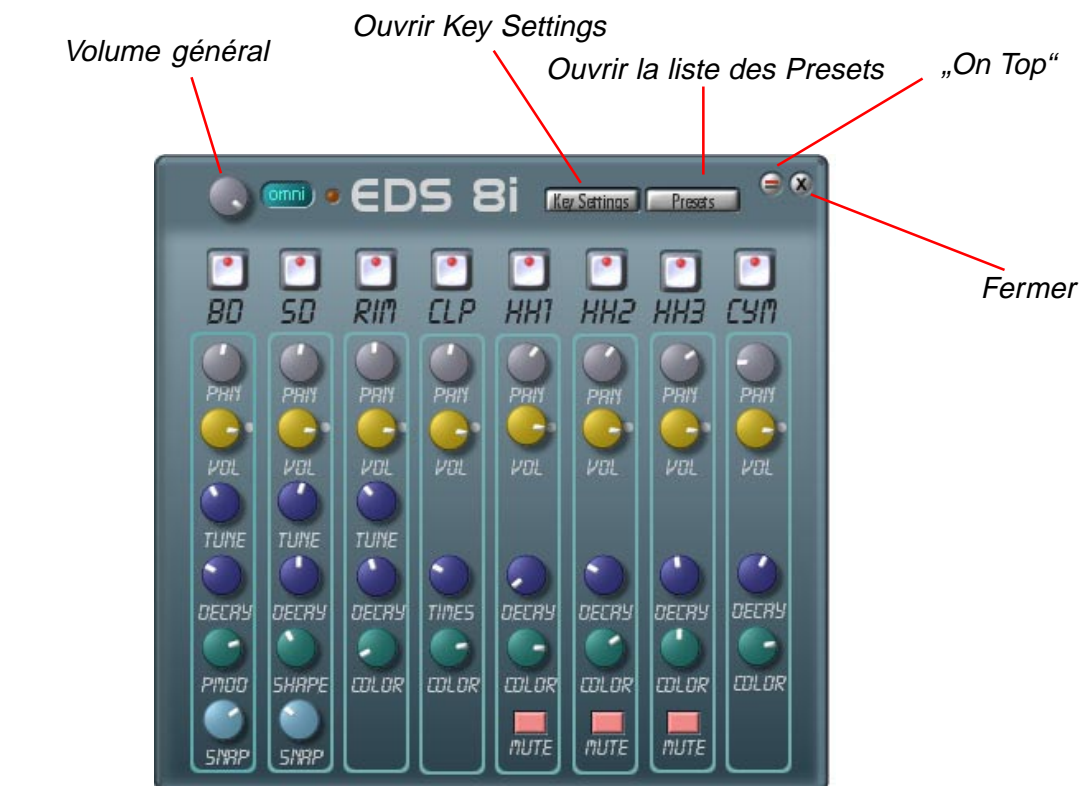 Ouvrir Key Settings
Volume général
Ouvrir la liste des Presets
„On Top“
omni
EDS 8i
Key Settings
Presets
X
Fermer
BD SD RIM CLP HH1 HH2 HH3 CYM
PAN PAN PAN PAN PAN PAN PAN PAN
VOL VOL VOL VOL VOL VOL VOL VOL
TUNE TUNE TUNE
DECAY DECAY DECAY TIMES DECAY DECAY DECAY DECAY
PMOD SHAPE COLOR COLOR COLOR COLOR COLOR COLOR
SNAP SNAP MUTE MUTE MUTE